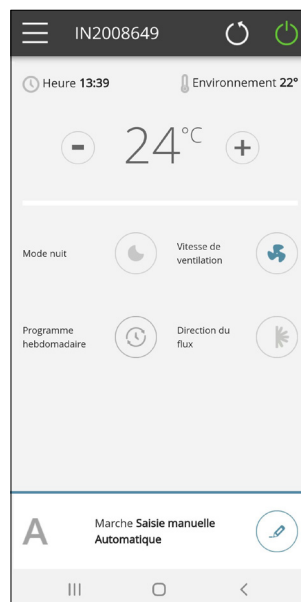 IN2008649
Heure 13:39 Environnement 22°
- 24°C +
Mode nuit
Vitesse de
ventilation
Programme
hebdomadaire
Direction du
flux
A
Marche Saisie manuelle
Automatique